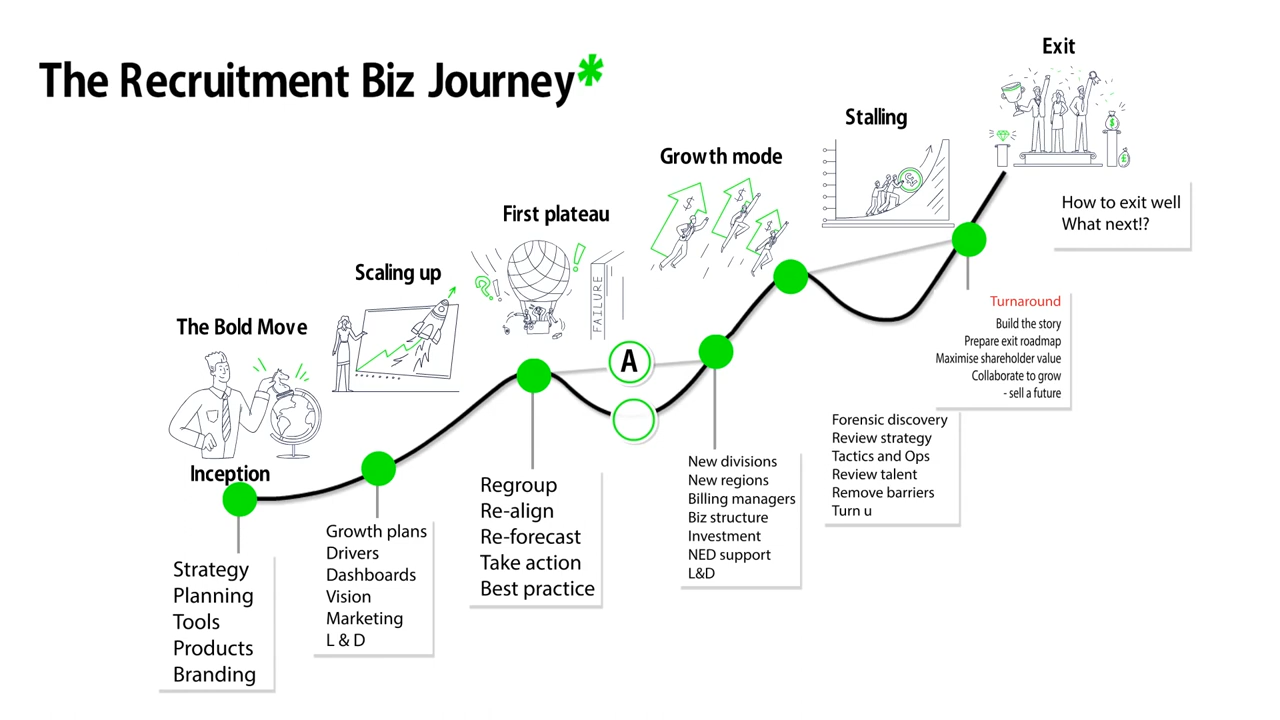 The Recruitment Biz Journey*
Exit
Stalling
Growth mode
First plateau
Scaling up
The Bold Move
Inception
FAILURE
A
How to exit well
What next!?
Turnaround
Build the story
Prepare exit roadmap
Maximise shareholder value
Collaborate to grow
- sell a future
Forensic discovery
Review strategy
Tactics and Ops
Review talent
Remove barriers
Turn u
New divisions
New regions
Billing managers
Biz structure
Investment
NED support
L&D
Regroup
Re-align
Re-forecast
Take action
Best practice
Growth plans
Drivers
Dashboards
Vision
Marketing
L & D
Strategy
Planning
Tools
Products
Branding